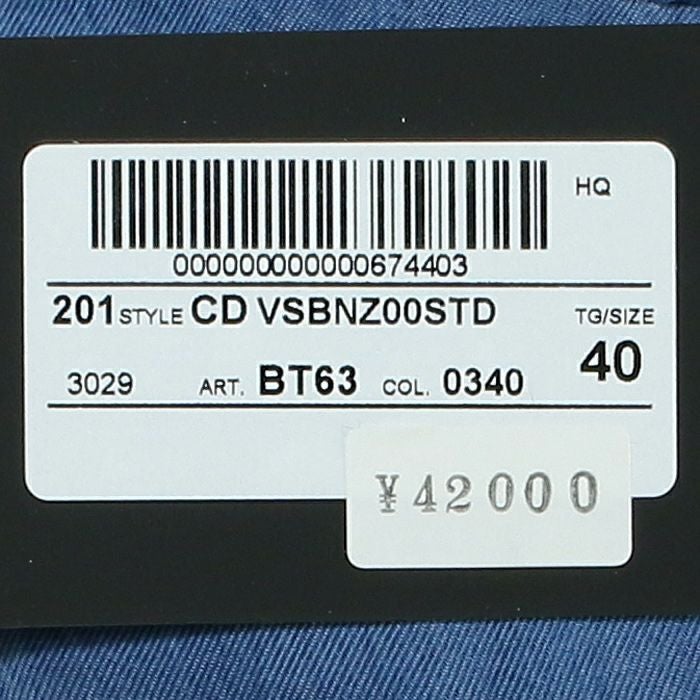 HQ
000000000000674403
201 STYLE CD VSBNZ00STD TG/SIZE
40
3029 ART. BT63 COL. 0340
¥42000